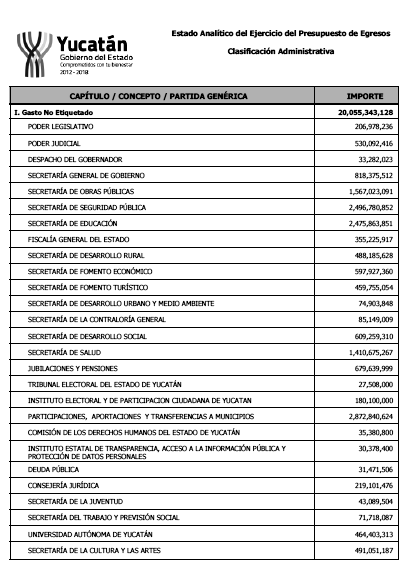 Estado Analítico del Ejercicio del Presupuesto de Egresos
Clasificación Administrativa
Yucatán
Gobierno del Estado
Comprometidos con tu bienestar
2012 - 2018
CAPÍTULO / CONCEPTO / PARTIDA GENÉRICA IMPORTE
I. Gasto No Etiquetado 20,055,343,128
PODER LEGISLATIVO 206,978,236
PODER JUDICIAL 530,092,416
DESPACHO DEL GOBERNADOR 33,282,023
SECRETARÍA GENERAL DE GOBIERNO 818,375,512
SECRETARÍA DE OBRAS PÚBLICAS 1,567,023,091
SECRETARÍA DE SEGURIDAD PÚBLICA 2,496,780,852
SECRETARÍA DE EDUCACIÓN 2,475,863,851
FISCALÍA GENERAL DEL ESTADO 355,225,917
SECRETARÍA DE DESARROLLO RURAL 488,185,628
SECRETARÍA DE FOMENTO ECONÓMICO 597,927,360
SECRETARÍA DE FOMENTO TURÍSTICO 459,755,054
SECRETARÍA DE DESARROLLO URBANO Y MEDIO AMBIENTE 74,903,848
SECRETARÍA DE LA CONTRALORÍA GENERAL 85,149,009
SECRETARÍA DE DESARROLLO SOCIAL 609,259,310
SECRETARÍA DE SALUD 1,410,675,267
JUBILACIONES Y PENSIONES 679,639,999
TRIBUNAL ELECTORAL DEL ESTADO DE YUCATÁN 27,508,000
INSTITUTO ELECTORAL Y DE PARTICIPACION CIUDADANA DE YUCATAN 180,100,000
PARTICIPACIONES, APORTACIONES Y TRANSFERENCIAS A MUNICIPIOS 2,872,840,624
COMISIÓN DE LOS DERECHOS HUMANOS DEL ESTADO DE YUCATÁN 35,380,800
INSTITUTO ESTATAL DE TRANSPARENCIA, ACCESO A LA INFORMACIÓN PÚBLICA Y
PROTECCIÓN DE DATOS PERSONALES 30,378,400
DEUDA PÚBLICA 31,471,506
CONSEJERÍA JURÍDICA 219,101,476
SECRETARÍA DE LA JUVENTUD 43,089,504
SECRETARÍA DEL TRABAJO Y PREVISIÓN SOCIAL 71,718,087
UNIVERSIDAD AUTÓNOMA DE YUCATÁN 464,403,313
SECRETARÍA DE LA CULTURA Y LAS ARTES 491,051,187